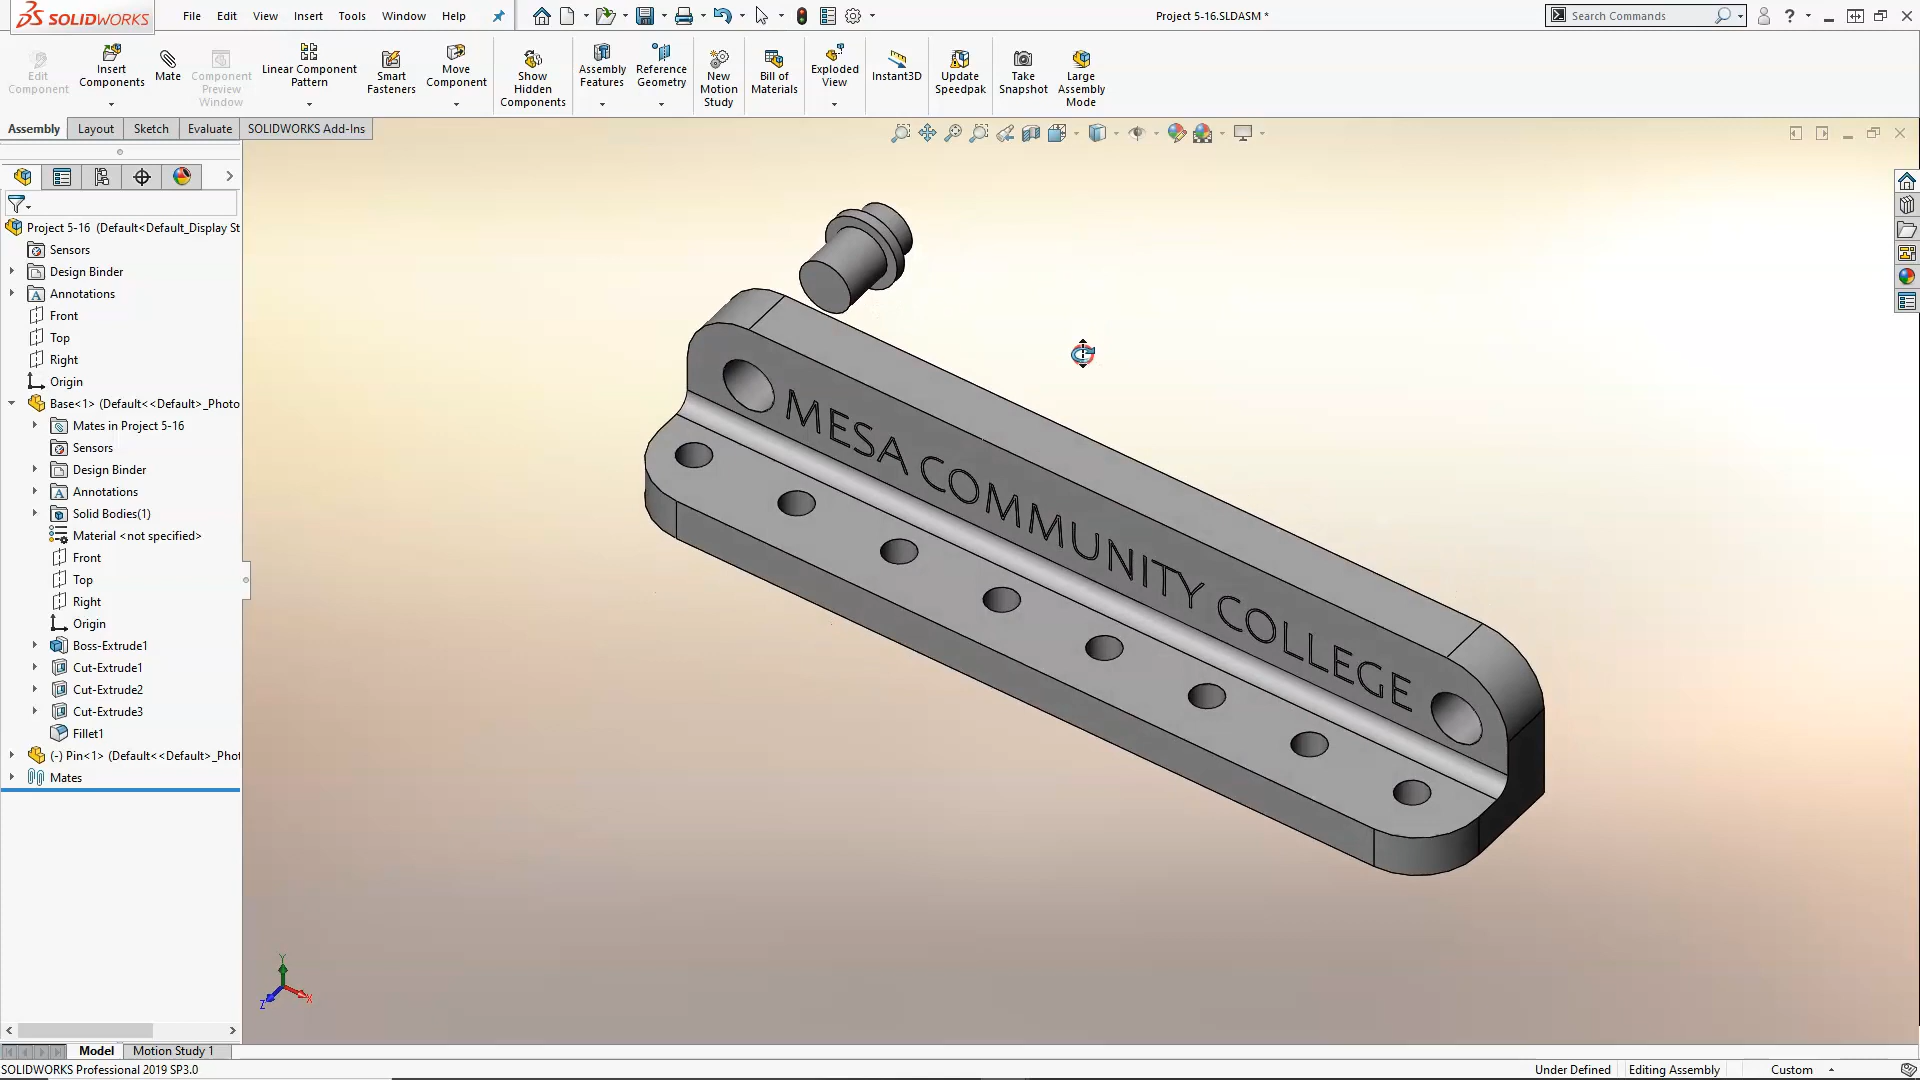 SOLIDWORKS
File Edit View Insert Tools Window Help
Project 5-16.SLDASM *
Search Commands
?
Edit Component
Insert Components
Mate
Component Preview Window
Linear Component Pattern
Smart Fasteners
Move Component
Show Hidden Components
Assembly Features
Reference Geometry
New Motion Study
Bill of Materials
Exploded View
Instant3D
Update Speedpak
Take Snapshot
Large Assembly Mode
Assembly Layout Sketch Evaluate SOLIDWORKS Add-Ins
Project 5-16 (Default<Default_Display St
Sensors
Design Binder
Annotations
Front
Top
Right
Origin
Base<1> (Default<<Default>_Photo
Mates in Project 5-16
Sensors
Design Binder
Annotations
Solid Bodies(1)
Material <not specified>
Front
Top
Right
Origin
Boss-Extrude1
Cut-Extrude1
Cut-Extrude2
Cut-Extrude3
Fillet1
(-) Pin<1> (Default<<Default>_Phot
Mates
MESA COMMUNITY COLLEGE
Y
Z
X
Model Motion Study 1
SOLIDWORKS Professional 2019 SP3.0
Under Defined Editing Assembly Custom